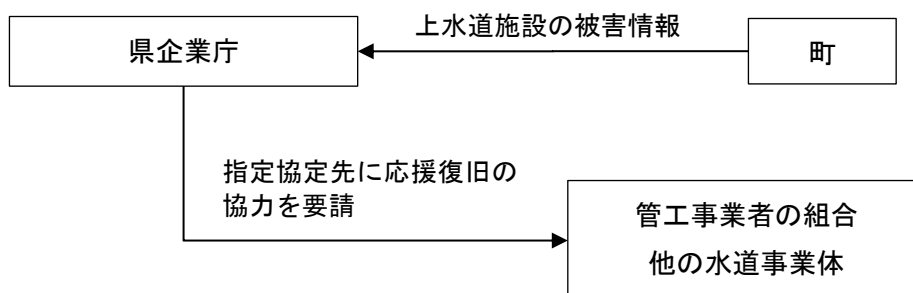 上水道施設の被害情報
県企業庁
町
指定協定先に応援復旧の
協力を要請
管工事業者の組合
他の水道事業体